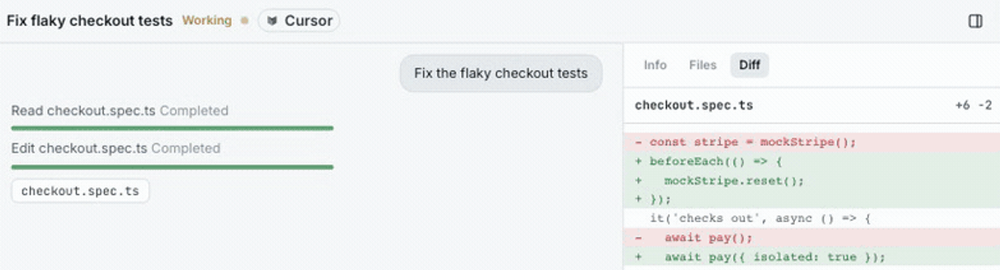 Fix flaky checkout tests Working Cursor
Fix the flaky checkout tests
Read checkout.spec.ts Completed
Edit checkout.spec.ts Completed
checkout.spec.ts
Info Files Diff
checkout.spec.ts +6 -2
- const stripe = mockStripe();
+ beforeEach(() => {
+   mockStripe.reset();
+ });
  it('checks out', async () => {
-   await pay();
+   await pay({ isolated: true });